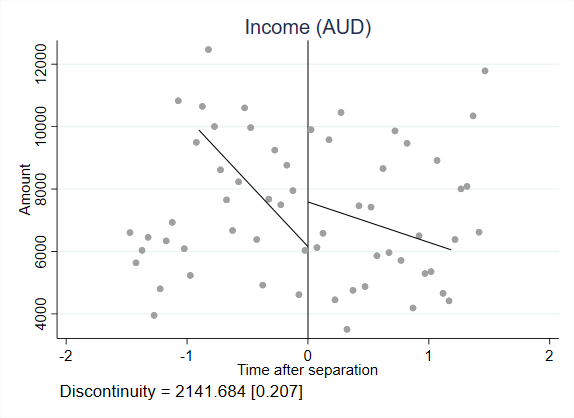 Income (AUD)
12000
10000
8000
6000
4000
Amount
-2
-1
0
1
2
Time after separation
Discontinuity = 2141.684 [0.207]